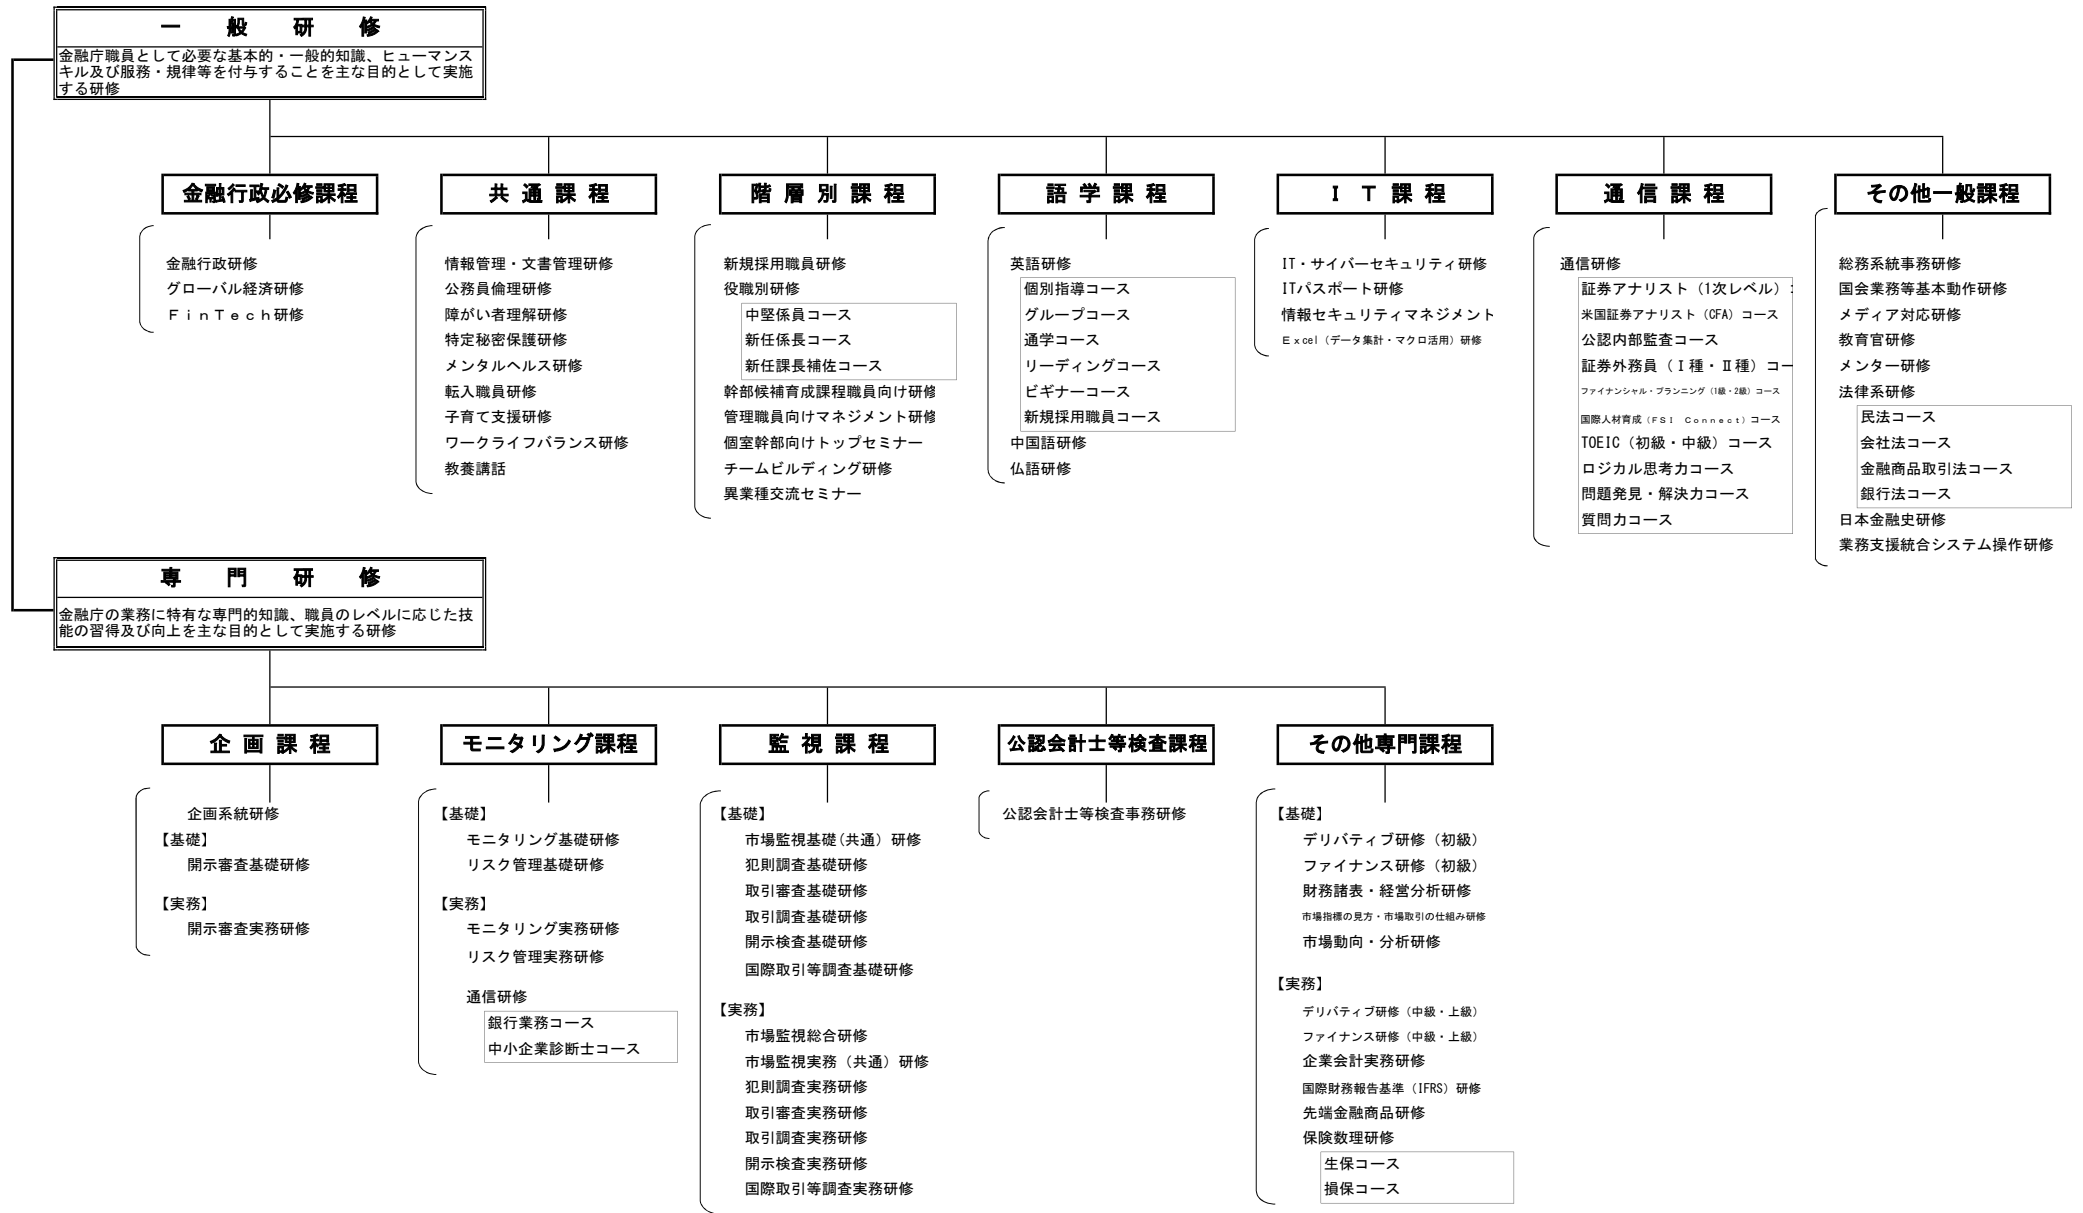 一般研修
金融庁職員として必要な基本的・一般的知識、ヒューマンス
キル及び服務・規律等を付与することを主な目的として実施
する研修
金融行政必修課程
金融行政研修
グローバル経済研修
ＦｉｎＴｅｃｈ研修
共通課程
情報管理・文書管理研修
公務員倫理研修
障がい者理解研修
特定秘密保護研修
メンタルヘルス研修
転入職員研修
子育て支援研修
ワークライフバランス研修
教養講話
階層別課程
新規採用職員研修
役職別研修
中堅係員コース
新任係長コース
新任課長補佐コース
幹部候補育成課程職員向け研修
管理職員向けマネジメント研修
個室幹部向けトップセミナー
チームビルディング研修
異業種交流セミナー
語学課程
英語研修
個別指導コース
グループコース
通学コース
リーディングコース
ビギナーコース
新規採用職員コース
中国語研修
仏語研修
ＩＴ課程
IT・サイバーセキュリティ研修
ITパスポート研修
情報セキュリティマネジメント
Ｅｘcel（データ集計・マクロ活用）研修
通信課程
通信研修
証券アナリスト（1次レベル）
米国証券アナリスト（CFA）コース
公認内部監査コース
証券外務員（Ⅰ種・Ⅱ種）コー
ファイナンシャル・プランニング（1級・2級）コース
国際人材育成（ＦＳＩ　Ｃｏｎｎｅｃｔ）コース
TOEIC（初級・中級）コース
ロジカル思考力コース
問題発見・解決力コース
質問力コース
その他一般課程
総務系統事務研修
国会業務等基本動作研修
メディア対応研修
教育官研修
メンター研修
法律系研修
民法コース
会社法コース
金融商品取引法コース
銀行法コース
日本金融史研修
業務支援統合システム操作研修
専門研修
金融庁の業務に特有な専門的知識、職員のレベルに応じた技
能の習得及び向上を主な目的として実施する研修
企画課程
企画系統研修
【基礎】
開示審査基礎研修
【実務】
開示審査実務研修
モニタリング課程
【基礎】
モニタリング基礎研修
リスク管理基礎研修
【実務】
モニタリング実務研修
リスク管理実務研修
通信研修
銀行業務コース
中小企業診断士コース
監視課程
【基礎】
市場監視基礎(共通）研修
犯則調査基礎研修
取引審査基礎研修
取引調査基礎研修
開示検査基礎研修
国際取引等調査基礎研修
【実務】
市場監視総合研修
市場監視実務（共通）研修
犯則調査実務研修
取引審査実務研修
取引調査実務研修
開示検査実務研修
国際取引等調査実務研修
公認会計士等検査課程
公認会計士等検査事務研修
その他専門課程
【基礎】
デリバティブ研修（初級）
ファイナンス研修（初級）
財務諸表・経営分析研修
市場指標の見方・市場取引の仕組み研修
市場動向・分析研修
【実務】
デリバティブ研修（中級・上級）
ファイナンス研修（中級・上級）
企業会計実務研修
国際財務報告基準（IFRS）研修
先端金融商品研修
保険数理研修
生保コース
損保コース